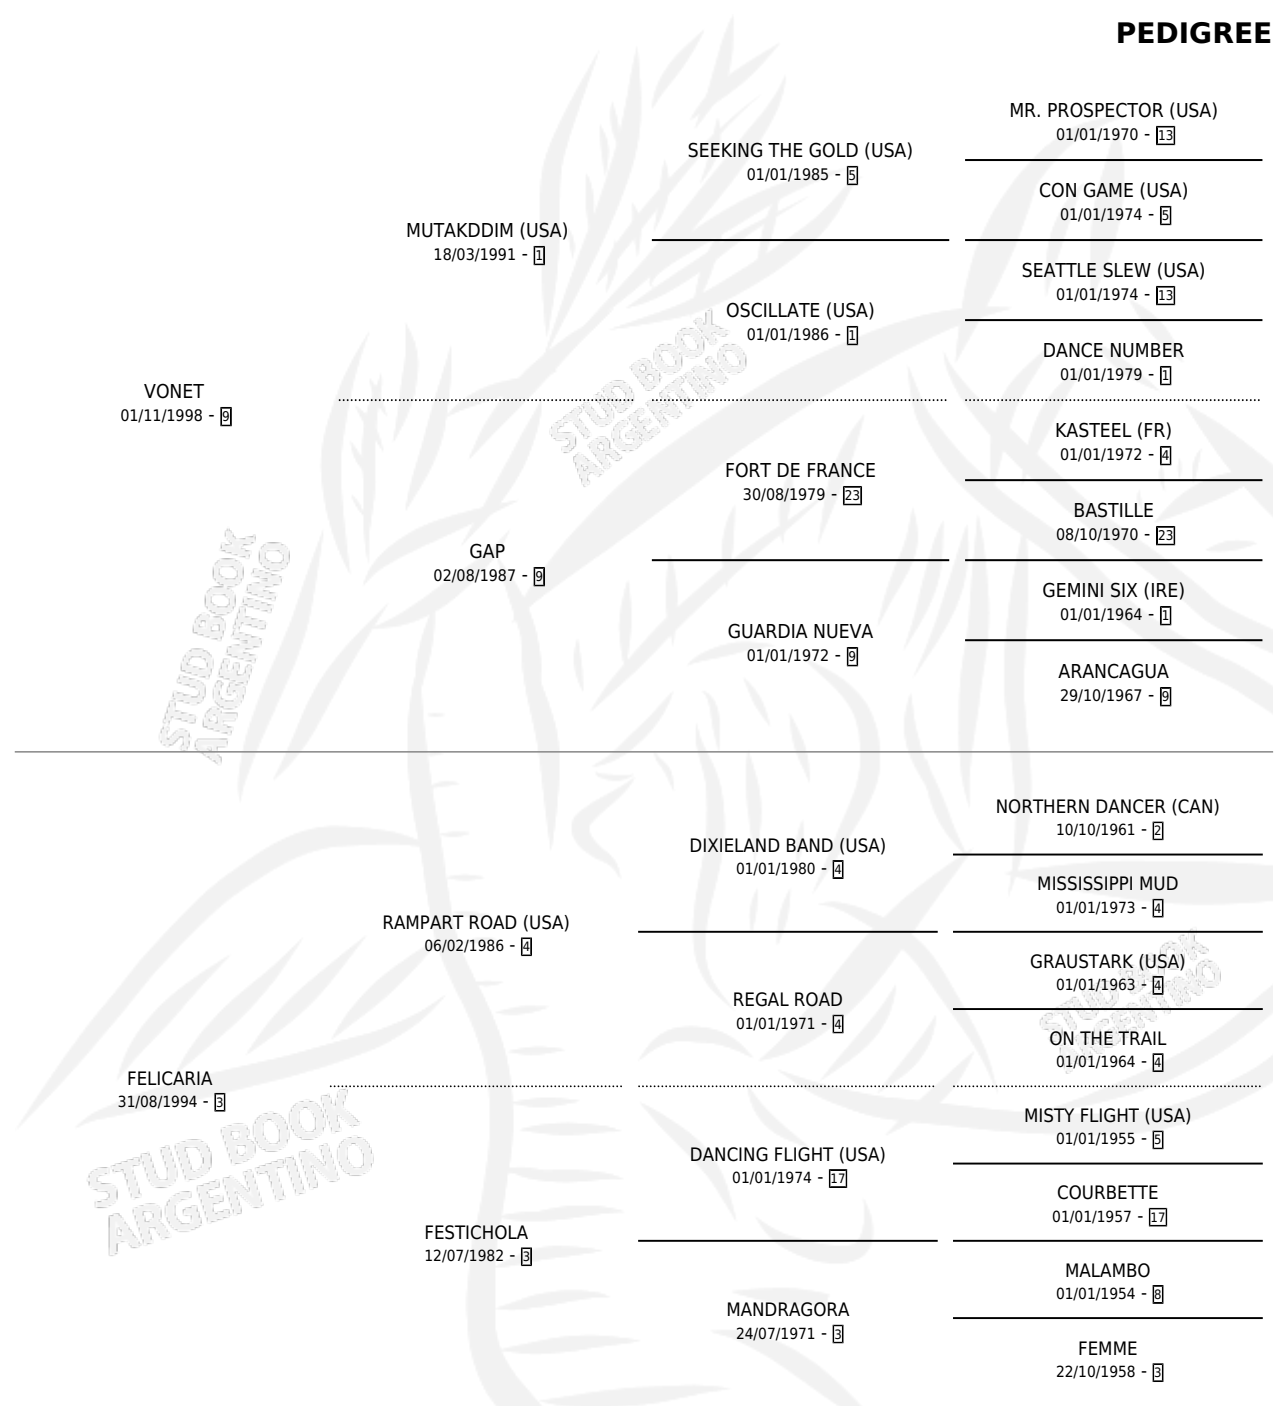 PEDIGREE
MR. PROSPECTOR (USA)
01/01/1970 - 13
SEEKING THE GOLD (USA)
01/01/1985 - 5
CON GAME (USA)
01/01/1974 - 5
MUTAKDDIM (USA)
18/03/1991 - 1
SEATTLE SLEW (USA)
01/01/1974 - 13
OSCILLATE (USA)
01/01/1986 - 1
DANCE NUMBER
01/01/1979 - 1
VONET
01/11/1998 - 9
KASTEEL (FR)
01/01/1972 - 4
FORT DE FRANCE
30/08/1979 - 23
BASTILLE
08/10/1970 - 23
GAP
02/08/1987 - 9
GEMINI SIX (IRE)
01/01/1964 - 1
GUARDIA NUEVA
01/01/1972 - 9
ARANCAGUA
29/10/1967 - 9
NORTHERN DANCER (CAN)
10/10/1961 - 2
DIXIELAND BAND (USA)
01/01/1980 - 4
MISSISSIPPI MUD
01/01/1973 - 4
RAMPART ROAD (USA)
06/02/1986 - 4
GRAUSTARK (USA)
01/01/1963 - 4
REGAL ROAD
01/01/1971 - 4
ON THE TRAIL
01/01/1964 - 4
FELICARIA
31/08/1994 - 3
MISTY FLIGHT (USA)
01/01/1955 - 5
DANCING FLIGHT (USA)
01/01/1974 - 17
COURBETTE
01/01/1957 - 17
FESTICHOLA
12/07/1982 - 3
MALAMBO
01/01/1954 - 8
MANDRAGORA
24/07/1971 - 3
FEMME
22/10/1958 - 3
STUD BOOK
ARGENTINO
STUD BOOK
ARGENTINO
STUD BOOK
ARGENTINO
STUD BOOK
ARGENTINO